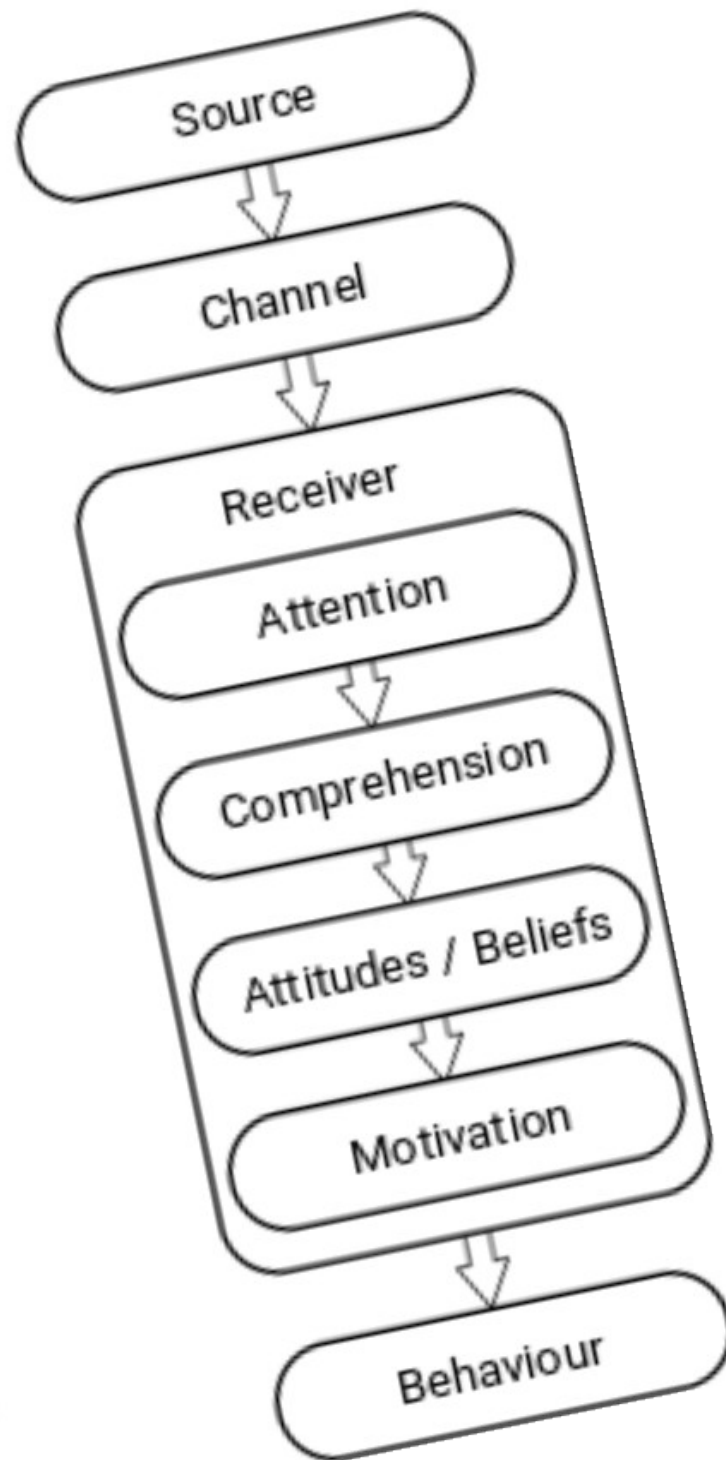 Source
Channel
Receiver
Attention
Comprehension
Attitudes / Beliefs
Motivation
Behaviour